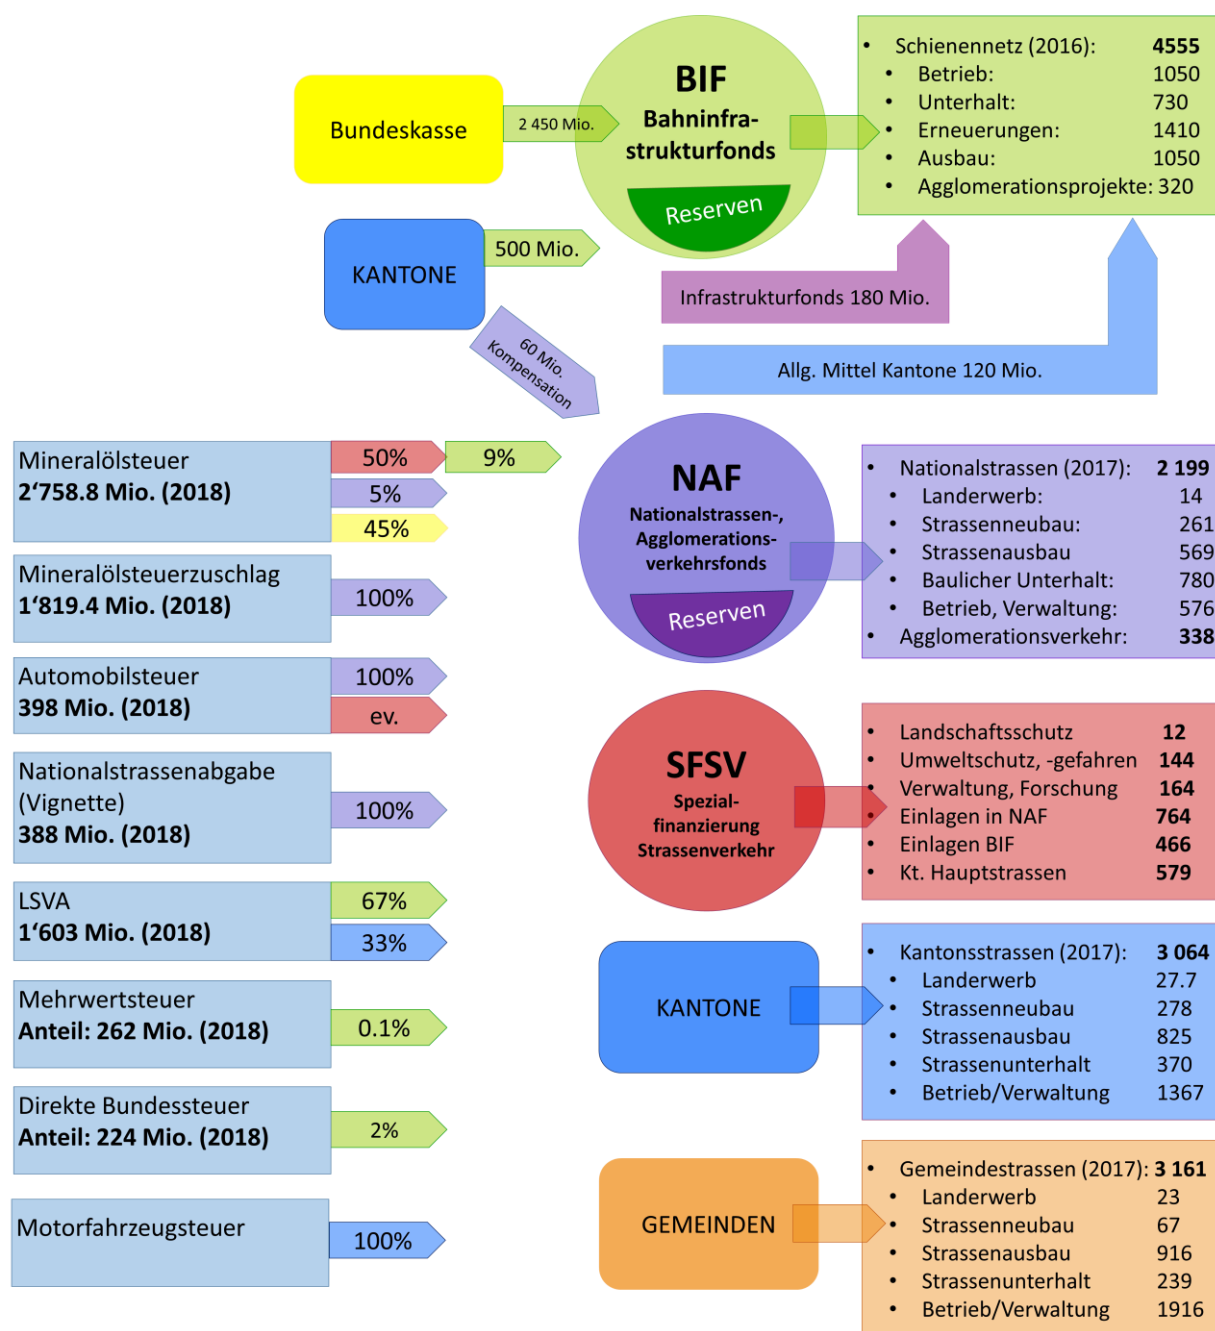 Bundeskasse
2 450 Mio.
BIF
Bahninfra-
strukturfonds
Reserven
• Schienennetz (2016): 4555
• Betrieb: 1050
• Unterhalt: 730
• Erneuerungen: 1410
• Ausbau: 1050
• Agglomerationsprojekte: 320
KANTONE
500 Mio.
60 Mio.
Kompensation
Infrastrukturfonds 180 Mio.
Allg. Mittel Kantone 120 Mio.
Mineralölsteuer
2‘758.8 Mio. (2018)
50%
9%
5%
45%
Mineralölsteuerzuschlag
1‘819.4 Mio. (2018)
100%
Automobilsteuer
398 Mio. (2018)
100%
ev.
Nationalstrassenabgabe
(Vignette)
388 Mio. (2018)
100%
LSVA
1‘603 Mio. (2018)
67%
33%
Mehrwertsteuer
Anteil: 262 Mio. (2018)
0.1%
Direkte Bundessteuer
Anteil: 224 Mio. (2018)
2%
Motorfahrzeugsteuer
100%
NAF
Nationalstrassen-,
Agglomerations-
verkehrsfonds
Reserven
• Nationalstrassen (2017): 2 199
• Landerwerb: 14
• Strassenneubau: 261
• Strassenausbau 569
• Baulicher Unterhalt: 780
• Betrieb, Verwaltung: 576
• Agglomerationsverkehr: 338
SFSV
Spezial-
finanzierung
Strassenverkehr
• Landschaftsschutz 12
• Umweltschutz, -gefahren 144
• Verwaltung, Forschung 164
• Einlagen in NAF 764
• Einlagen BIF 466
• Kt. Hauptstrassen 579
KANTONE
• Kantonsstrassen (2017): 3 064
• Landerwerb 27.7
• Strassenneubau 278
• Strassenausbau 825
• Strassenunterhalt 370
• Betrieb/Verwaltung 1367
GEMEINDEN
• Gemeindestrassen (2017): 3 161
• Landerwerb 23
• Strassenneubau 67
• Strassenausbau 916
• Strassenunterhalt 239
• Betrieb/Verwaltung 1916